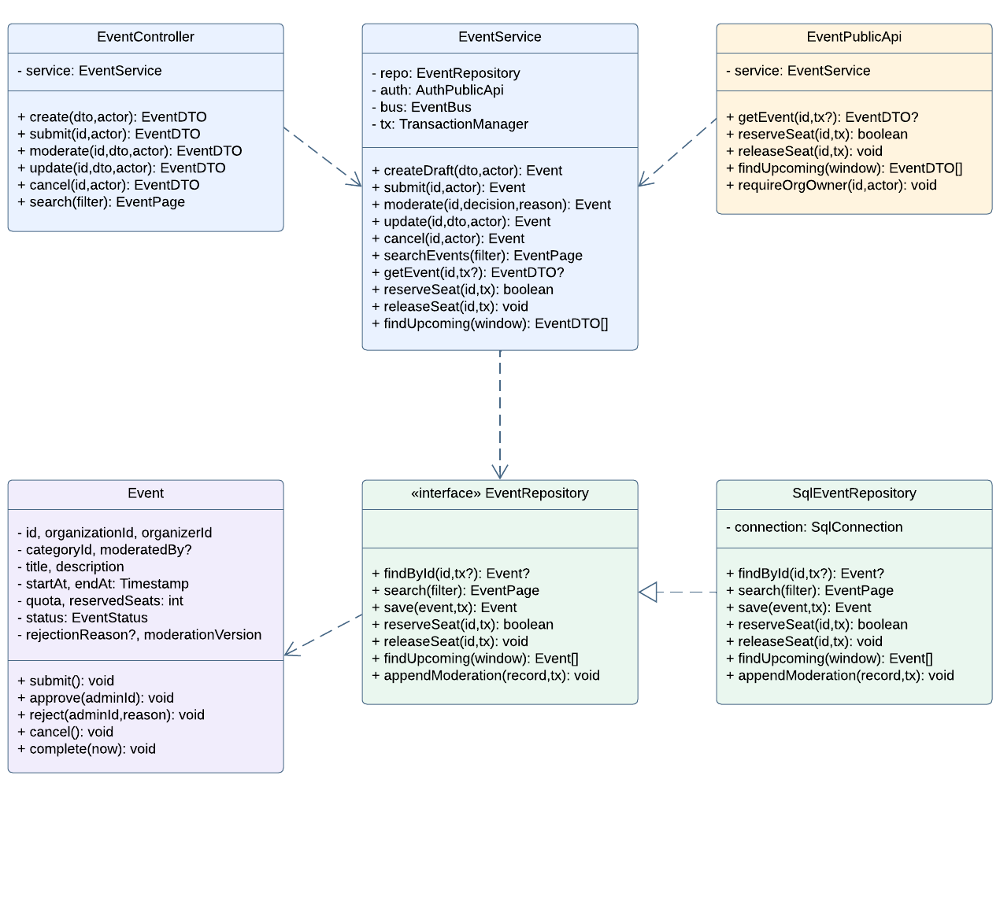 EventController
- service: EventService
+ create(dto,actor): EventDTO
+ submit(id,actor): EventDTO
+ moderate(id,dto,actor): EventDTO
+ update(id,dto,actor): EventDTO
+ cancel(id,actor): EventDTO
+ search(filter): EventPage
EventService
- repo: EventRepository
- auth: AuthPublicApi
- bus: EventBus
- tx: TransactionManager
+ createDraft(dto,actor): Event
+ submit(id,actor): Event
+ moderate(id,decision,reason): Event
+ update(id,dto,actor): Event
+ cancel(id,actor): Event
+ searchEvents(filter): EventPage
+ getEvent(id,tx?): EventDTO?
+ reserveSeat(id,tx): boolean
+ releaseSeat(id,tx): void
+ findUpcoming(window): EventDTO[]
EventPublicApi
- service: EventService
+ getEvent(id,tx?): EventDTO?
+ reserveSeat(id,tx): boolean
+ releaseSeat(id,tx): void
+ findUpcoming(window): EventDTO[]
+ requireOrgOwner(id,actor): void
Event
- id, organizationId, organizerId
- categoryId, moderatedBy?
- title, description
- startAt, endAt: Timestamp
- quota, reservedSeats: int
- status: EventStatus
- rejectionReason?, moderationVersion
+ submit(): void
+ approve(adminId): void
+ reject(adminId,reason): void
+ cancel(): void
+ complete(now): void
«interface» EventRepository
+ findById(id,tx?): Event?
+ search(filter): EventPage
+ save(event,tx): Event
+ reserveSeat(id,tx): boolean
+ releaseSeat(id,tx): void
+ findUpcoming(window): Event[]
+ appendModeration(record,tx): void
SqlEventRepository
- connection: SqlConnection
+ findById(id,tx?): Event?
+ search(filter): EventPage
+ save(event,tx): Event
+ reserveSeat(id,tx): boolean
+ releaseSeat(id,tx): void
+ findUpcoming(window): Event[]
+ appendModeration(record,tx): void